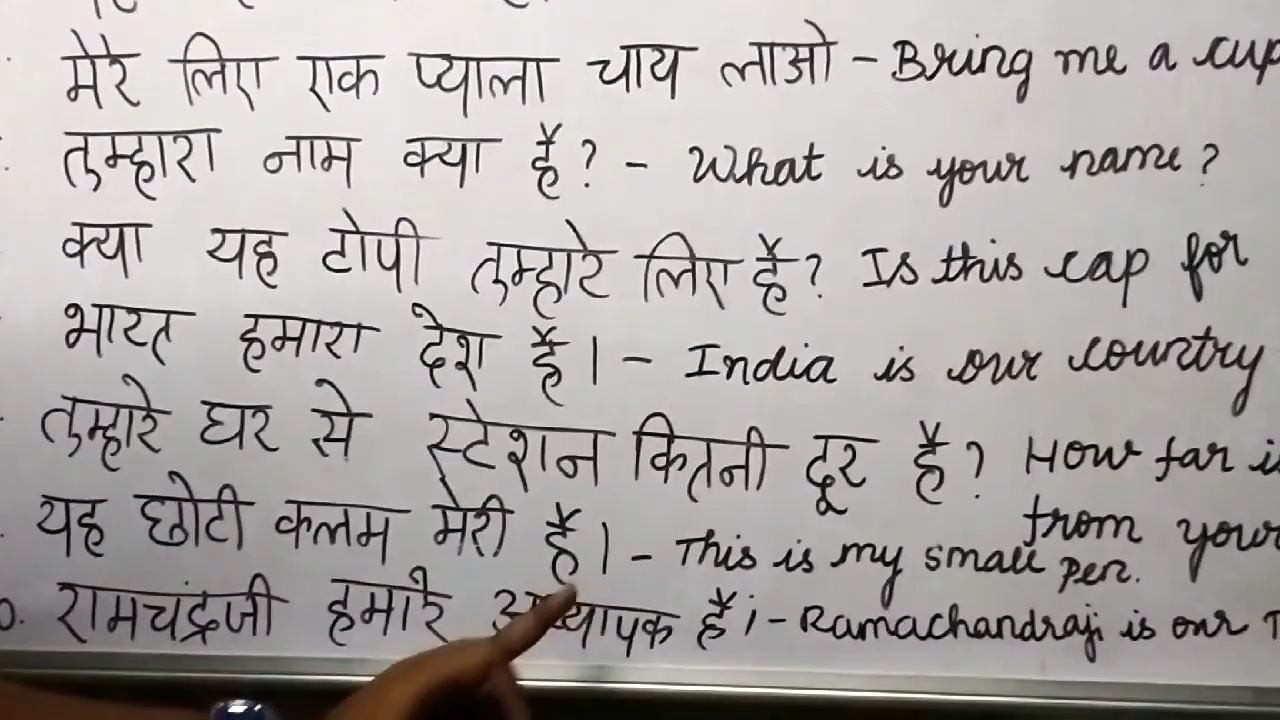 मेरे लिए एक प्याला चाय लाओ - Bring me a cup
तुम्हारा नाम क्या है? - What is your name?
क्या यह टोपी तुम्हारे लिए है? Is this cap for
भारत हमारा देश है। - India is our country
तुम्हारे घर से स्टेशन कितनी दूर है? How far is
from your
यह छोटी कलम मेरी है। - This is my small pen.
रामचंद्रजी हमारे अध्यापक हैं। - Ramachandraji is our